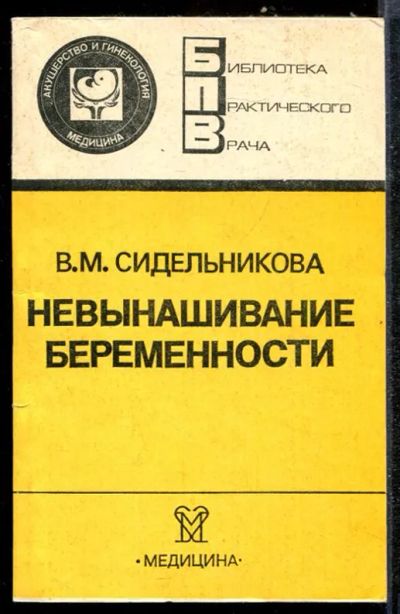 АКУШЕРСТВО И ГИНЕКОЛОГИЯ
МЕДИЦИНА
БИБЛИОТЕКА
ПРАКТИЧЕСКОГО
ВРАЧА
В.М. СИДЕЛЬНИКОВА
НЕВЫНАШИВАНИЕ
БЕРЕМЕННОСТИ
М
·МЕДИЦИНА·